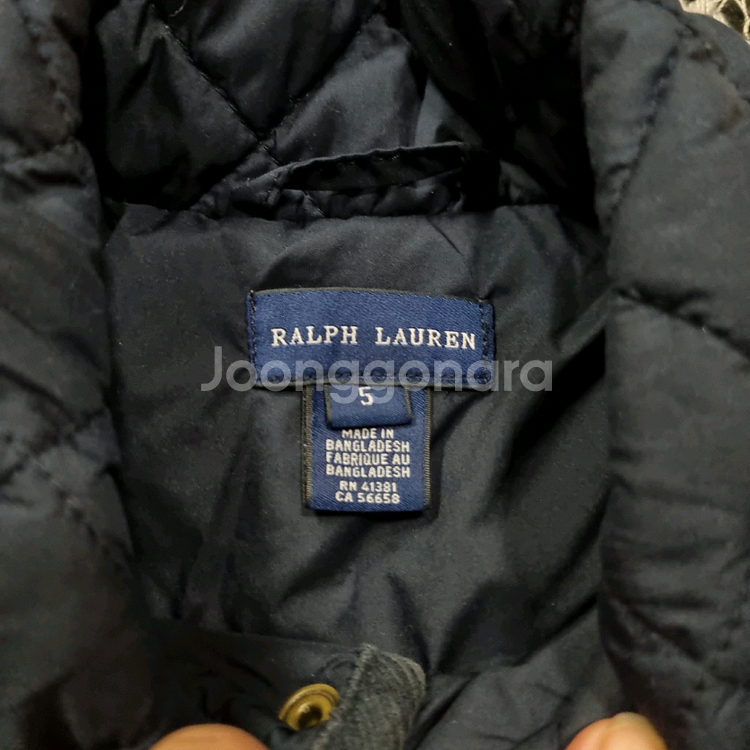 RALPH LAUREN
Joonggonara
5
MADE IN
BANGLADESH
FABRIQUE AU
BANGLADESH
RN 41381
CA 56658